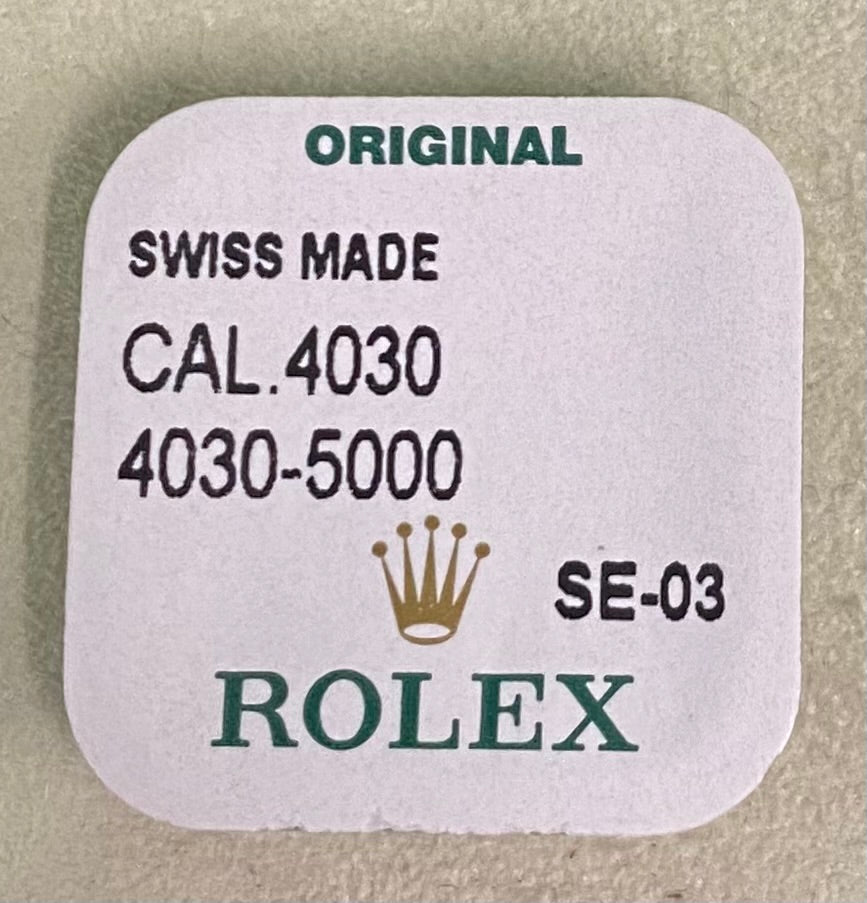 ORIGINAL
SWISS MADE
CAL.4030
4030-5000
SE-03
ROLEX